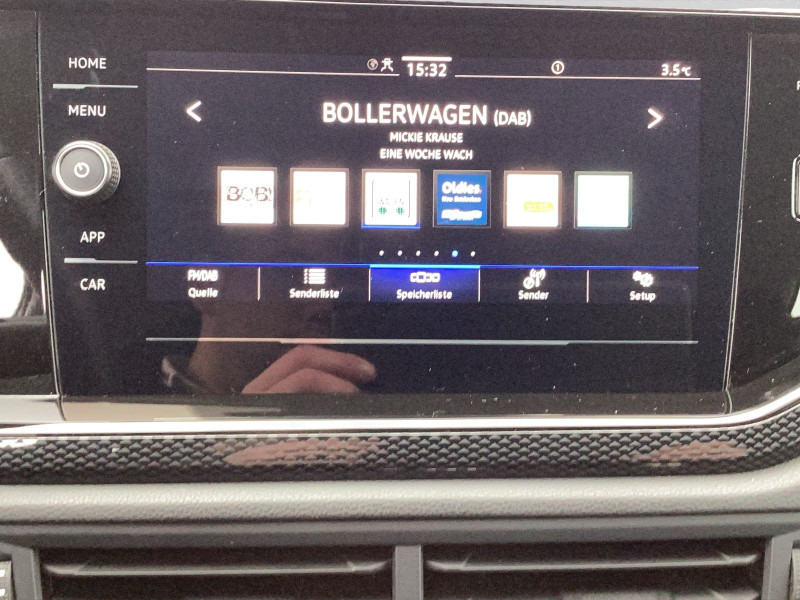 HOME
MENU
APP
CAR
15:32
1
3.5°C
BOLLERWAGEN (DAB)
MICKIE KRAUSE
EINE WOCHE WACH
BOB!
Oldies
FM/DAB
Quelle
Senderliste
Speicherliste
Sender
Setup